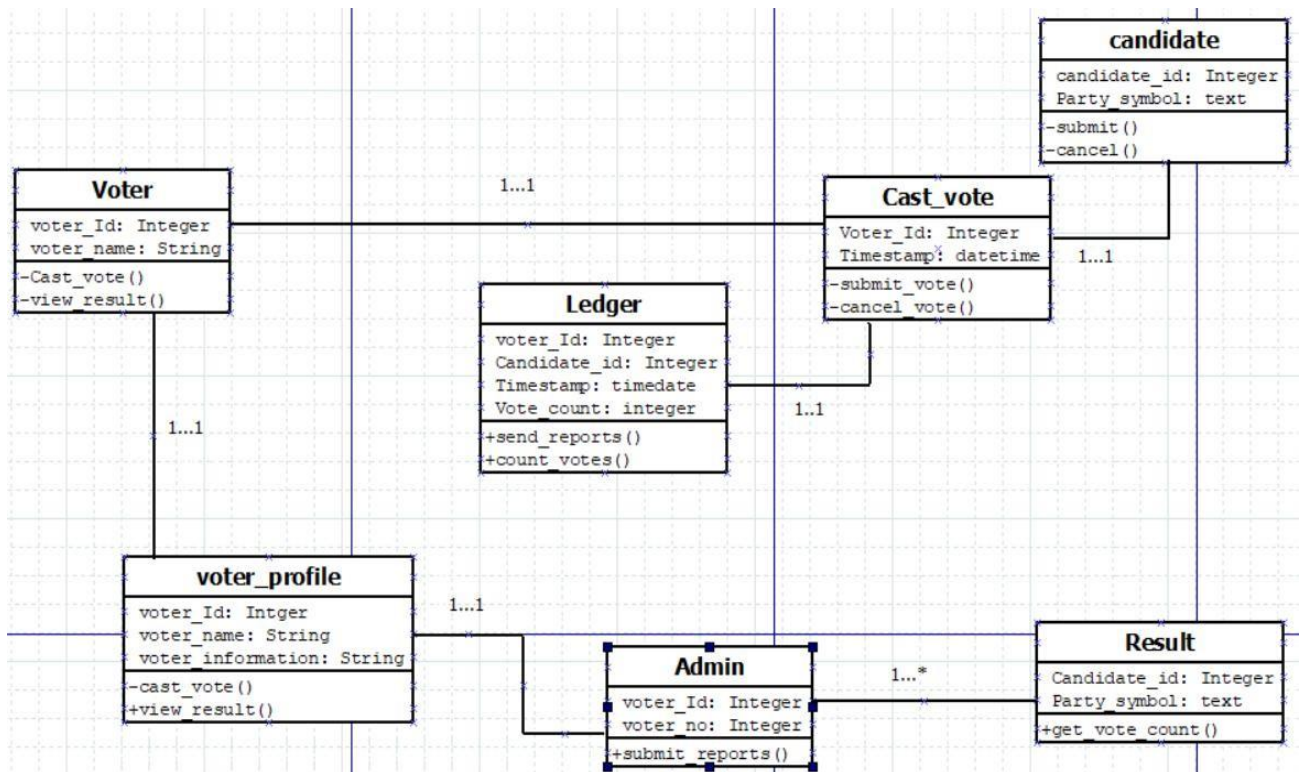 candidate
candidate_id: Integer
Party_symbol: text
-submit()
-cancel()
Voter
voter_Id: Integer
voter_name: String
-Cast_vote()
-view_result()
1...1
Cast_vote
Voter_Id: Integer
Timestamp: datetime
-submit_vote()
-cancel_vote()
1...1
Ledger
voter_Id: Integer
Candidate_id: Integer
Timestamp: timedate
Vote_count: integer
+send_reports()
+count_votes()
1..1
1...1
voter_profile
voter_Id: Intger
voter_name: String
voter_information: String
-cast_vote()
+view_result()
1...1
Admin
voter_Id: Integer
voter_no: Integer
+submit_reports()
1...*
Result
Candidate_id: Integer
Party_symbol: text
+get_vote_count()